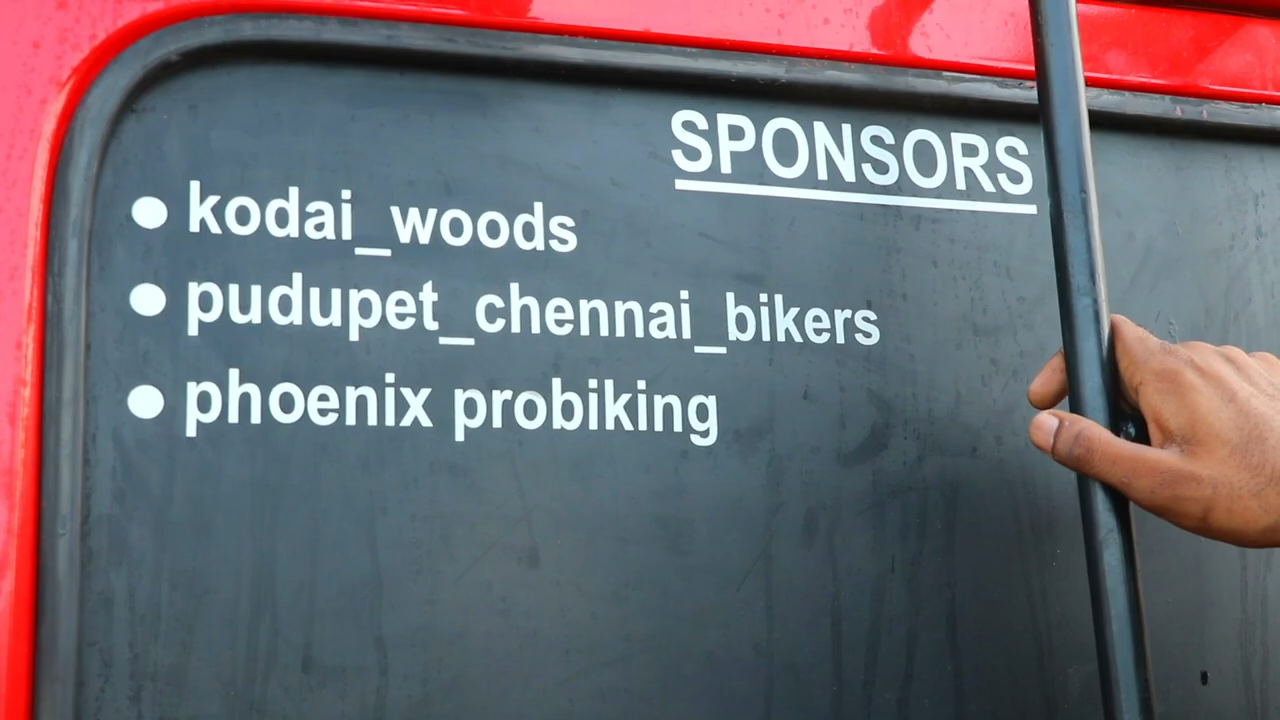 SPONSORS
● kodai_woods
● pudupet_chennai_bikers
● phoenix probiking